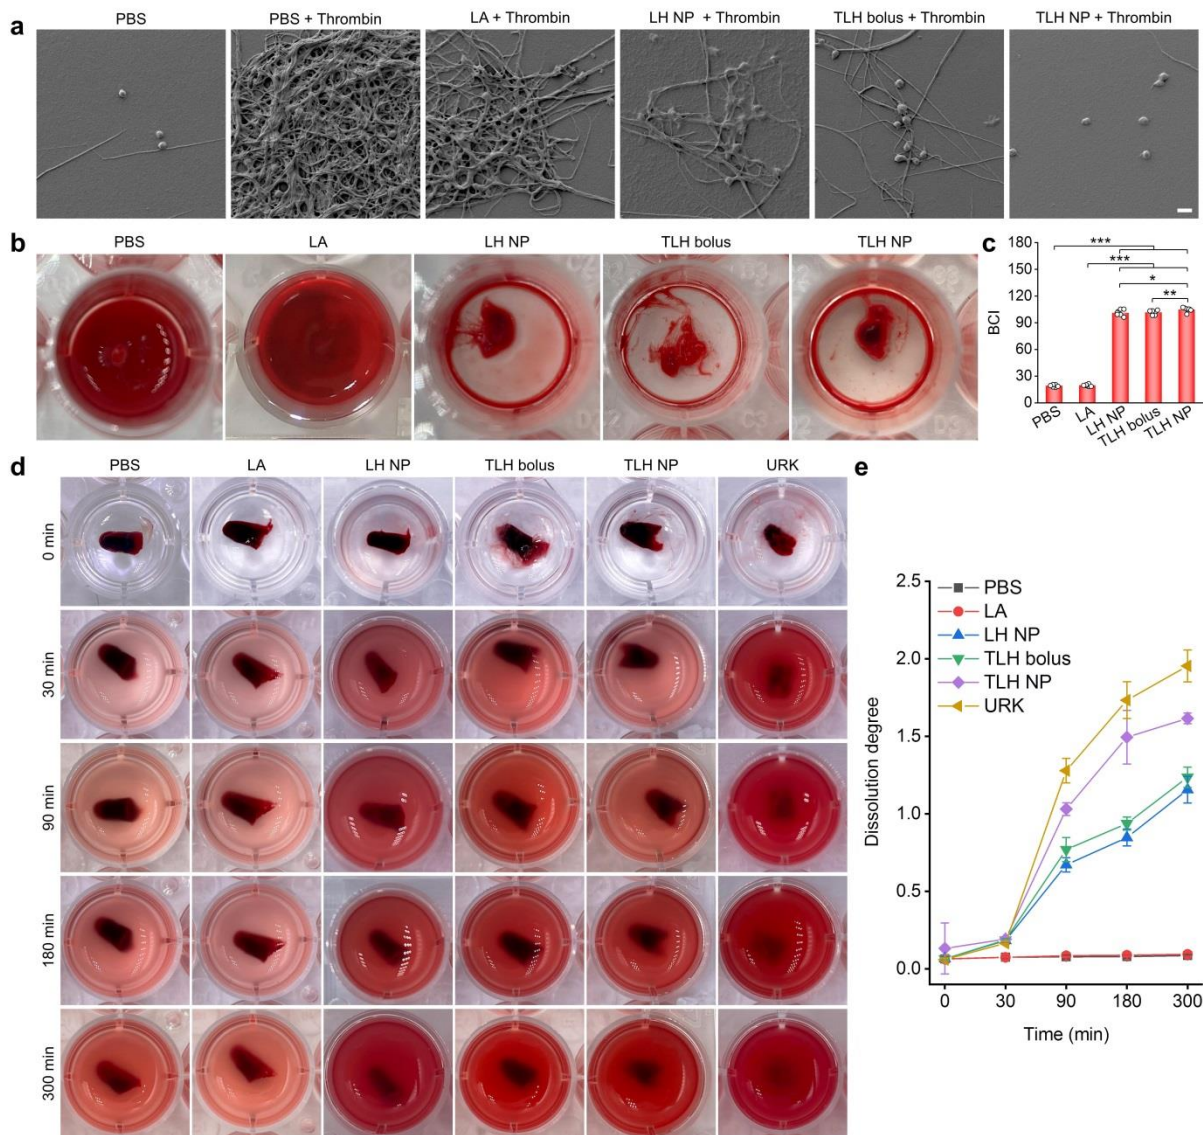 a
PBS
PBS + Thrombin
LA + Thrombin
LH NP + Thrombin
TLH bolus + Thrombin
TLH NP + Thrombin
b
PBS
LA
LH NP
TLH bolus
TLH NP
c
BCI
180
150
120
90
60
30
0
***
***
*
**
PBS
LA
LH NP
TLH bolus
TLH NP
d
PBS
LA
LH NP
TLH bolus
TLH NP
URK
0 min
30 min
90 min
180 min
300 min
e
Dissolution degree
2.5
2.0
1.5
1.0
0.5
0.0
PBS
LA
LH NP
TLH bolus
TLH NP
URK
0
30
90
180
300
Time (min)